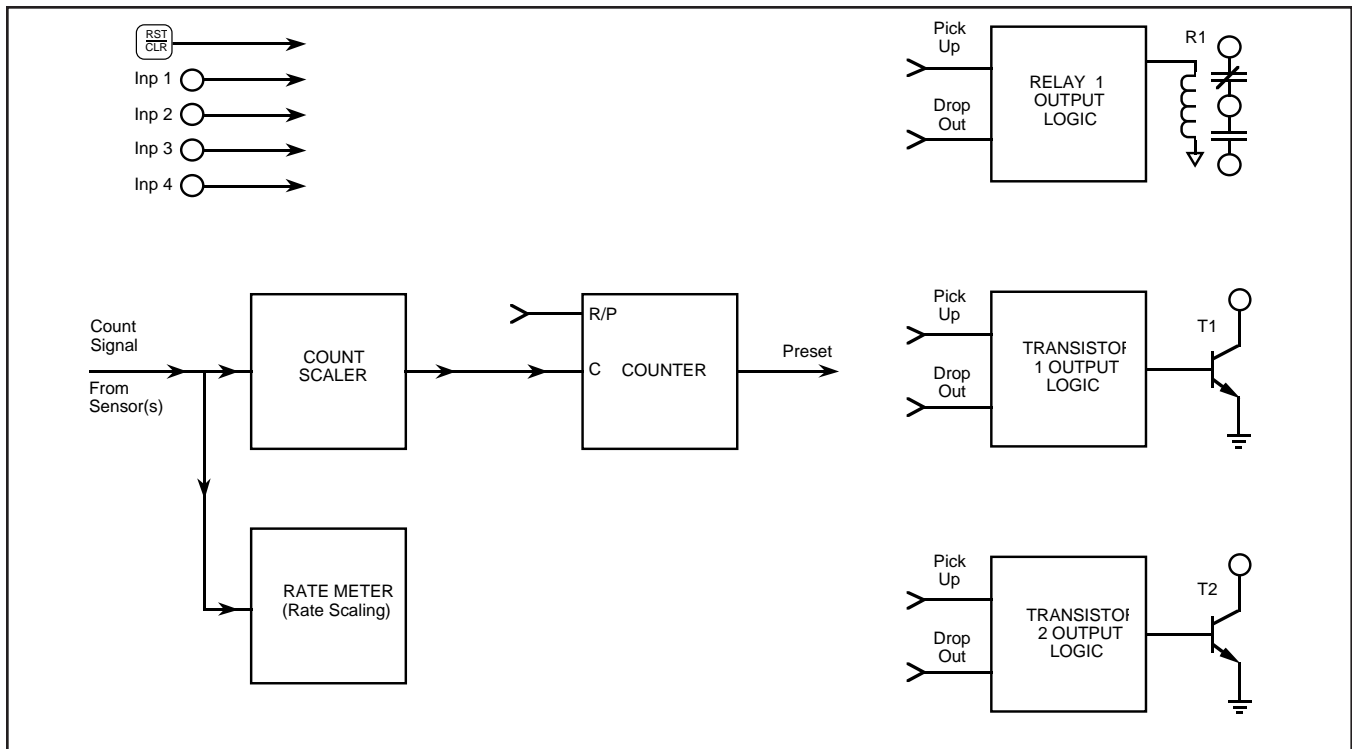 RST
CLR
Inp 1
Inp 2
Inp 3
Inp 4
Pick
Up
Drop
Out
RELAY 1
OUTPUT
LOGIC
R1
Count
Signal
From
Sensor(s)
COUNT
SCALER
R/P
C
COUNTER
Preset
RATE METER
(Rate Scaling)
Pick
Up
Drop
Out
TRANSISTOR
1 OUTPUT
LOGIC
T1
Pick
Up
Drop
Out
TRANSISTOR
2 OUTPUT
LOGIC
T2